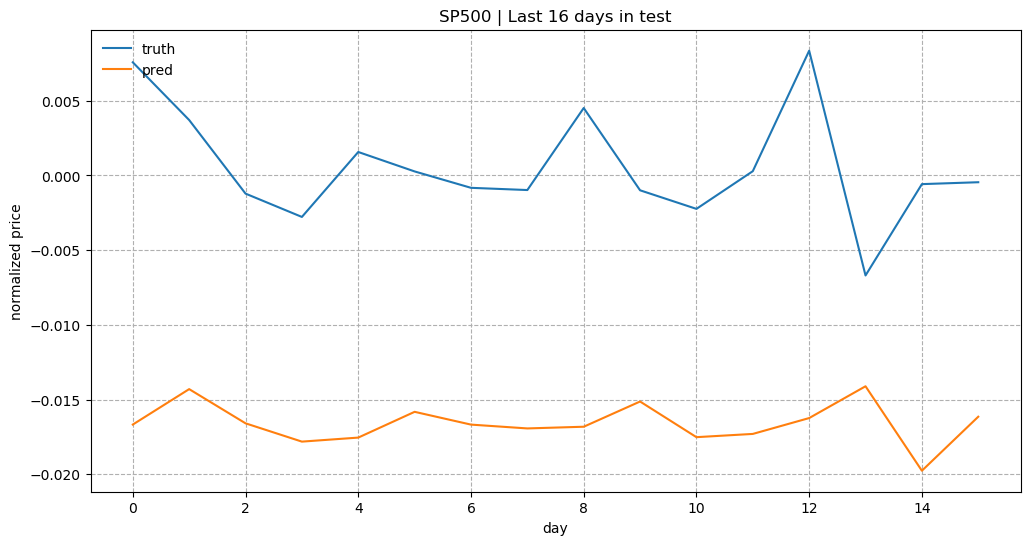 SP500 | Last 16 days in test
truth
pred
0.005
0.000
−0.005
−0.010
−0.015
−0.020
normalized price
0 2 4 6 8 10 12 14
day